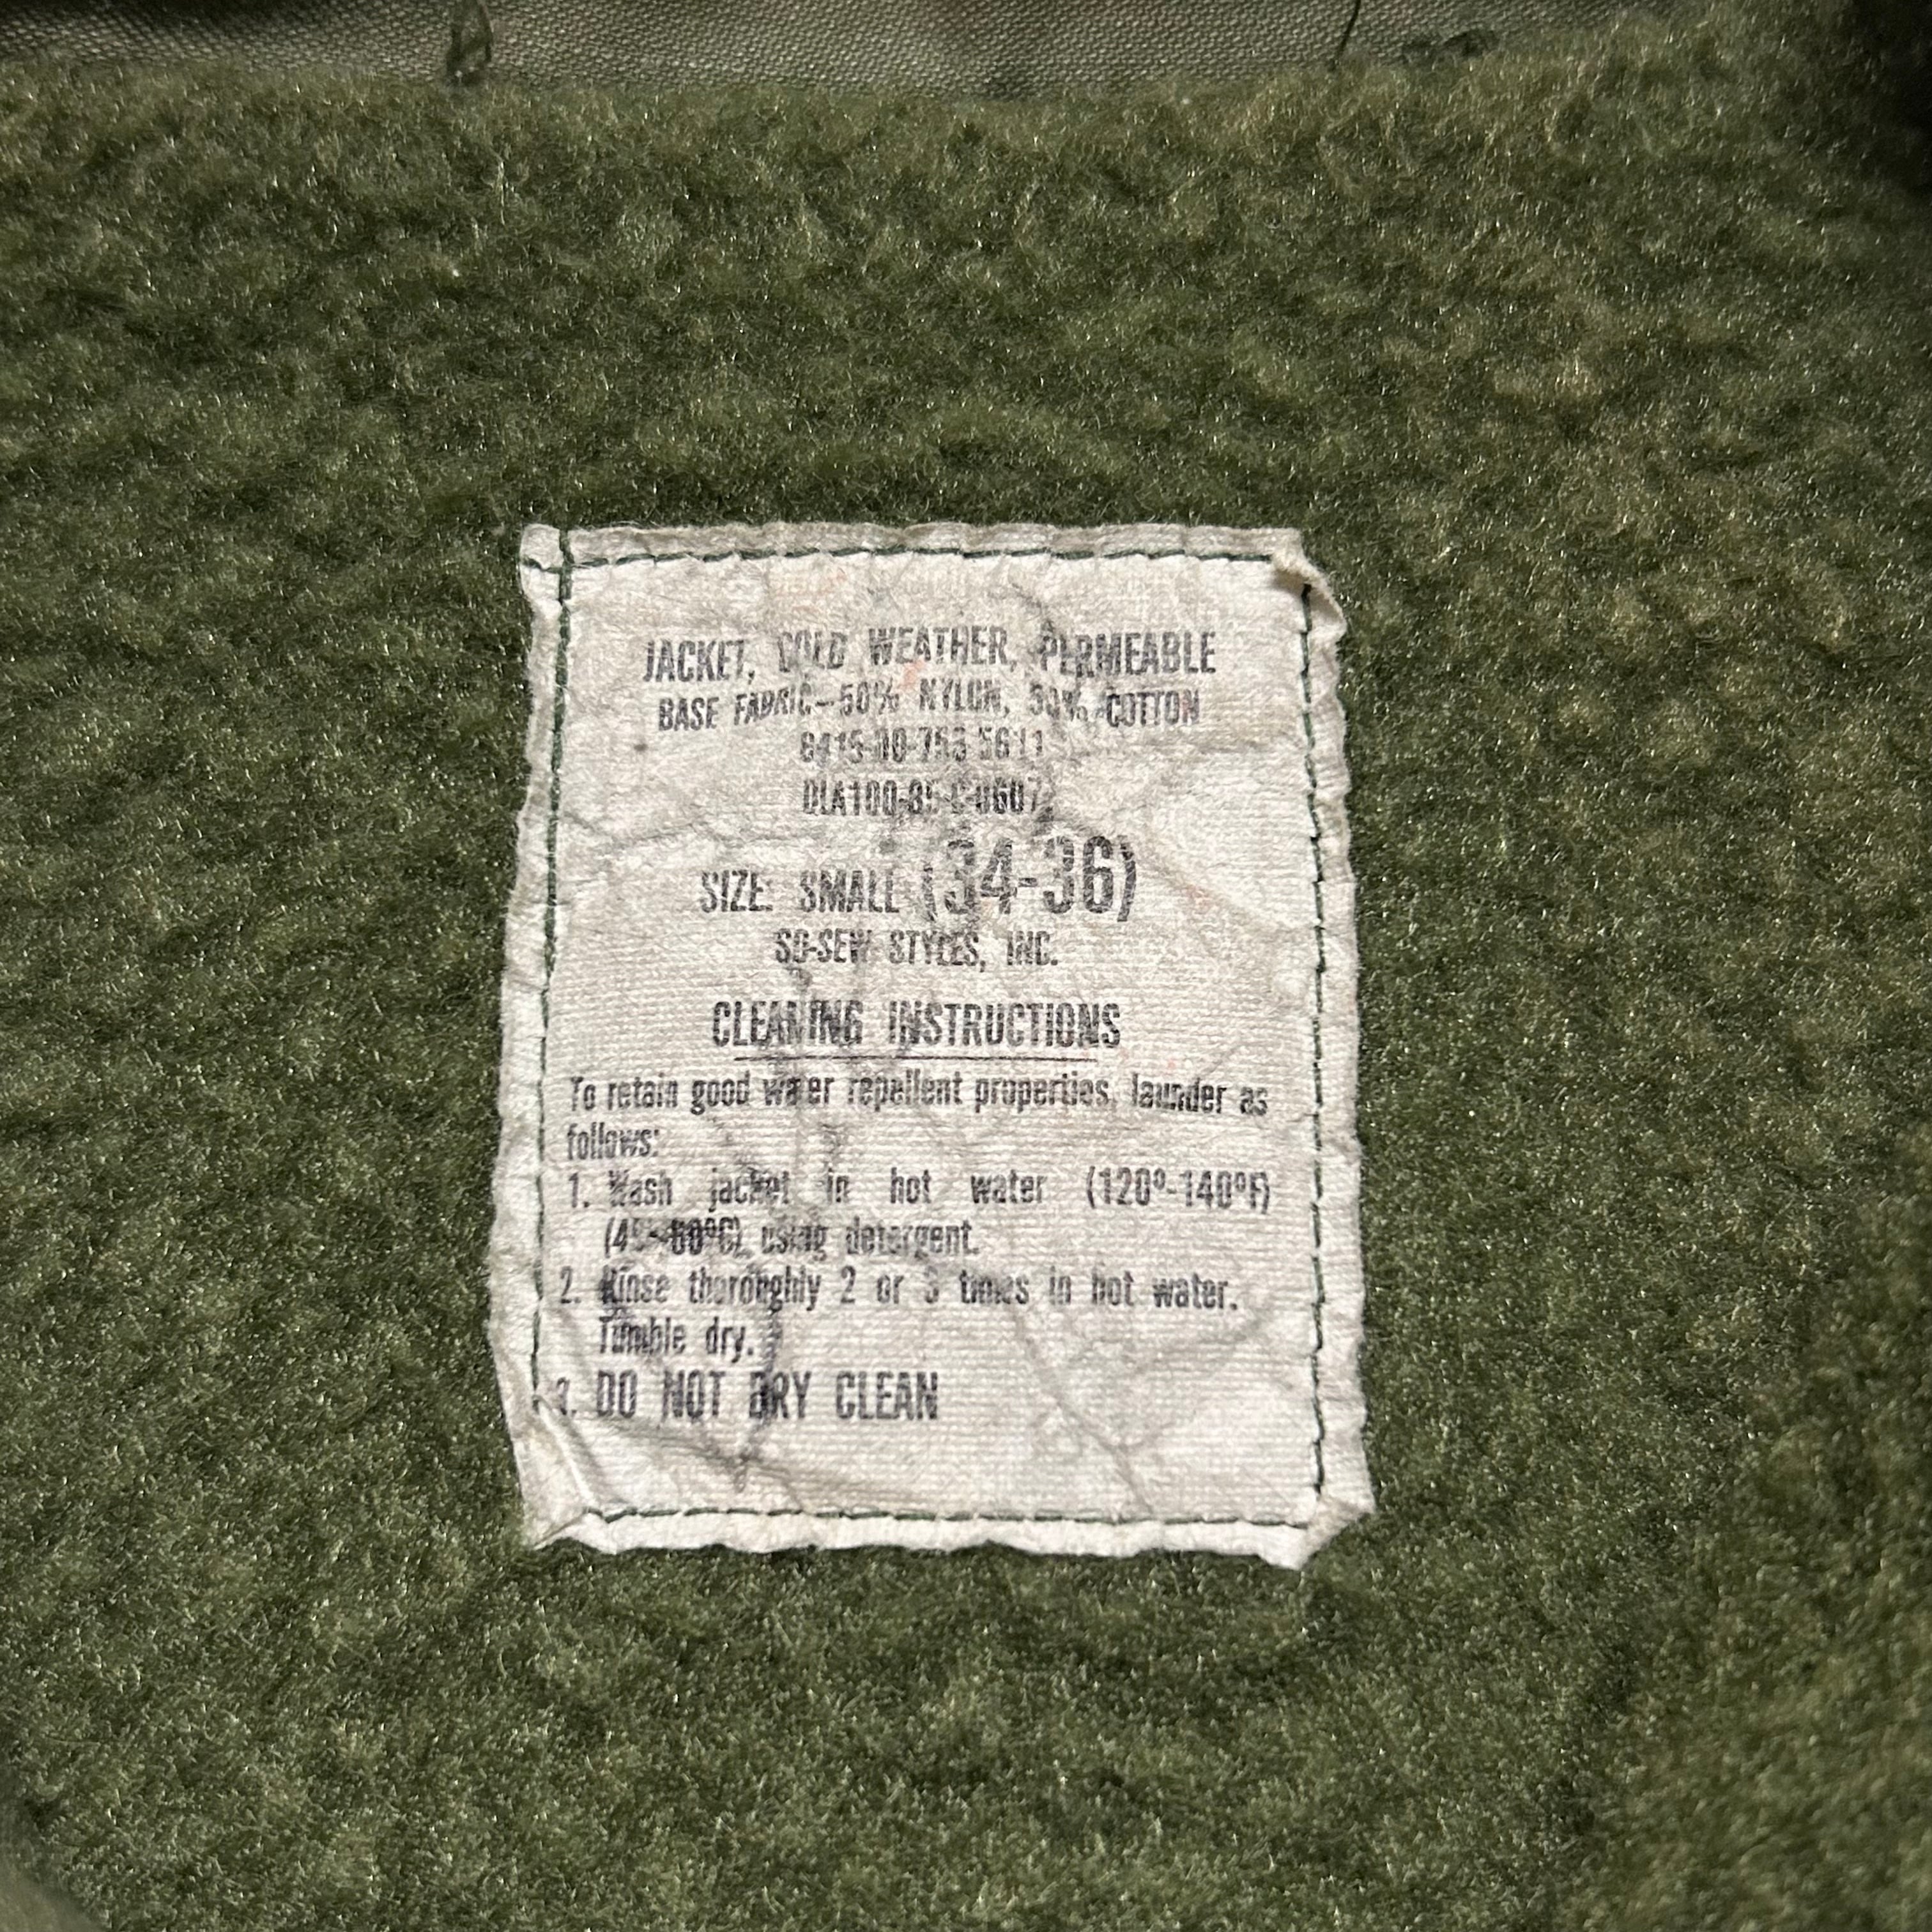 JACKET, COLD WEATHER, PERMEABLE
BASE FABRIC-50% NYLON, 50% COTTON
SIZE: SMALL (34-36)
SO-SEW STYLES, INC.
CLEANING INSTRUCTIONS
To retain good water repellent properties, launder as
follows:
1. Wash jacket in hot water (120°-140°F)
using detergent.
2. Rinse thoroughly 2 or 3 times in hot water.
Tumble dry.
3. DO NOT DRY CLEAN